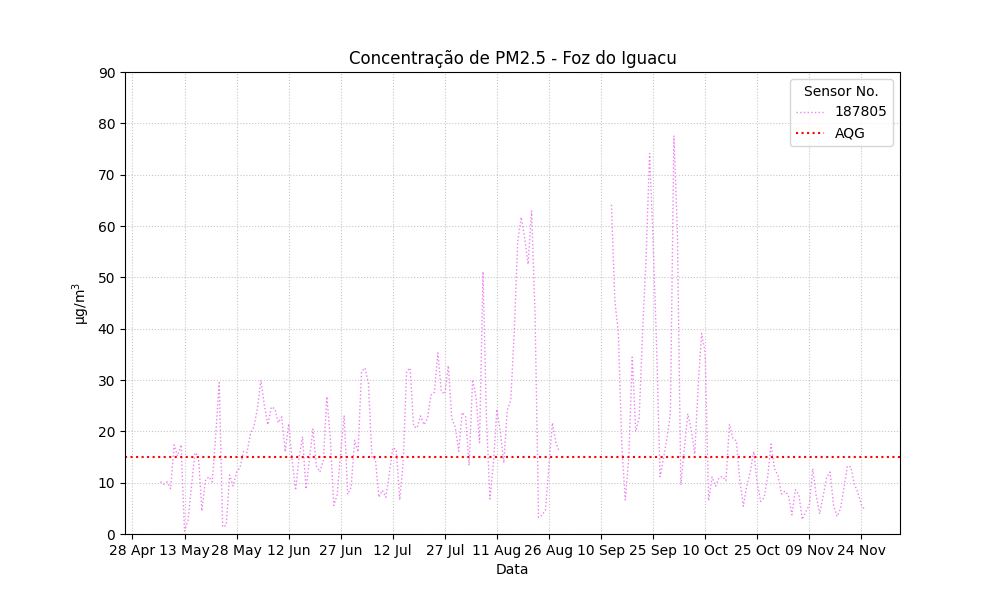 Concentração de PM2.5 - Foz do Iguacu
90
80
70
60
50
40
30
20
10
0
µg/m³
Sensor No.
187805
AQG
28 Apr 13 May 28 May 12 Jun 27 Jun 12 Jul 27 Jul 11 Aug 26 Aug 10 Sep 25 Sep 10 Oct 25 Oct 09 Nov 24 Nov
Data